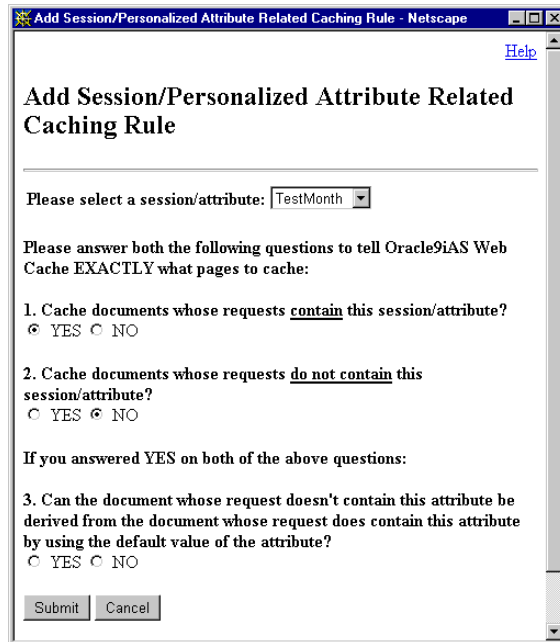 Add Session/Personalized Attribute Related Caching Rule - Netscape
Help
Add Session/Personalized Attribute Related
Caching Rule
Please select a session/attribute: TestMonth
Please answer both the following questions to tell Oracle9iAS Web
Cache EXACTLY what pages to cache:
1. Cache documents whose requests contain this session/attribute?
YES NO
2. Cache documents whose requests do not contain this
session/attribute?
YES NO
If you answered YES on both of the above questions:
3. Can the document whose request doesn't contain this attribute be
derived from the document whose request does contain this attribute
by using the default value of the attribute?
YES NO
Submit Cancel